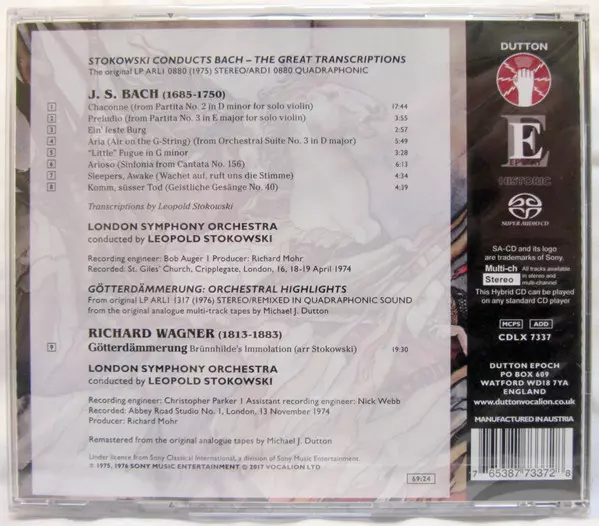 STOKOWSKI CONDUCTS BACH – THE GREAT TRANSCRIPTIONS
The original LP ARL1 0880 (1975) STEREO/ARD1 0880 QUADRAPHONIC
J. S. BACH (1685-1750)
1 Chaconne (from Partita No. 2 in D minor for solo violin) 17:44
2 Preludio (from Partita No. 3 in E major for solo violin) 3:55
3 Ein' feste Burg 2:57
4 Aria (Air on the G-String) (from Orchestral Suite No. 3 in D major) 5:49
5 "Little" Fugue in G minor 3:28
6 Arioso (Sinfonia from Cantata No. 156) 6:13
7 Sleepers, Awake (Wachet auf, ruft uns die Stimme) 4:34
8 Komm, süsser Tod (Geistliche Gesänge No. 40) 4:39
Transcriptions by Leopold Stokowski
LONDON SYMPHONY ORCHESTRA
conducted by LEOPOLD STOKOWSKI
Recording engineer: Bob Auger | Producer: Richard Mohr
Recorded: St. Giles' Church, Cripplegate, London, 16, 18-19 April 1974
GÖTTERDÄMMERUNG: ORCHESTRAL HIGHLIGHTS
From original LP ARL1 1317 (1976) STEREO/REMIXED IN QUADRAPHONIC SOUND
from the original analogue multi-track tapes by Michael J. Dutton
RICHARD WAGNER (1813-1883)
9 Götterdämmerung Brünnhilde's Immolation (arr Stokowski) 19:30
LONDON SYMPHONY ORCHESTRA
conducted by LEOPOLD STOKOWSKI
Recording engineer: Christopher Parker | Assistant recording engineer: Nick Webb
Recorded: Abbey Road Studio No. 1, London, 13 November 1974
Producer: Richard Mohr
Remastered from the original analogue tapes by Michael J. Dutton
Under licence from Sony Classical International, a division of Sony Music Entertainment.
℗ 1975, 1976 SONY MUSIC ENTERTAINMENT © 2017 VOCALION LTD
69:24
DUTTON
E
EPOCH
HISTORIC
SUPER AUDIO CD
SA-CD and its logo
are trademarks of Sony.
Multi-ch
Stereo
All tracks available
in stereo and
multi-channel
This Hybrid CD can be played
on any standard CD player
MCPS ADD
CDLX 7337
DUTTON EPOCH
PO BOX 609
WATFORD WD18 7YA
ENGLAND
www.duttonvocalion.co.uk
MANUFACTURED IN AUSTRIA
7 65387 73372 8